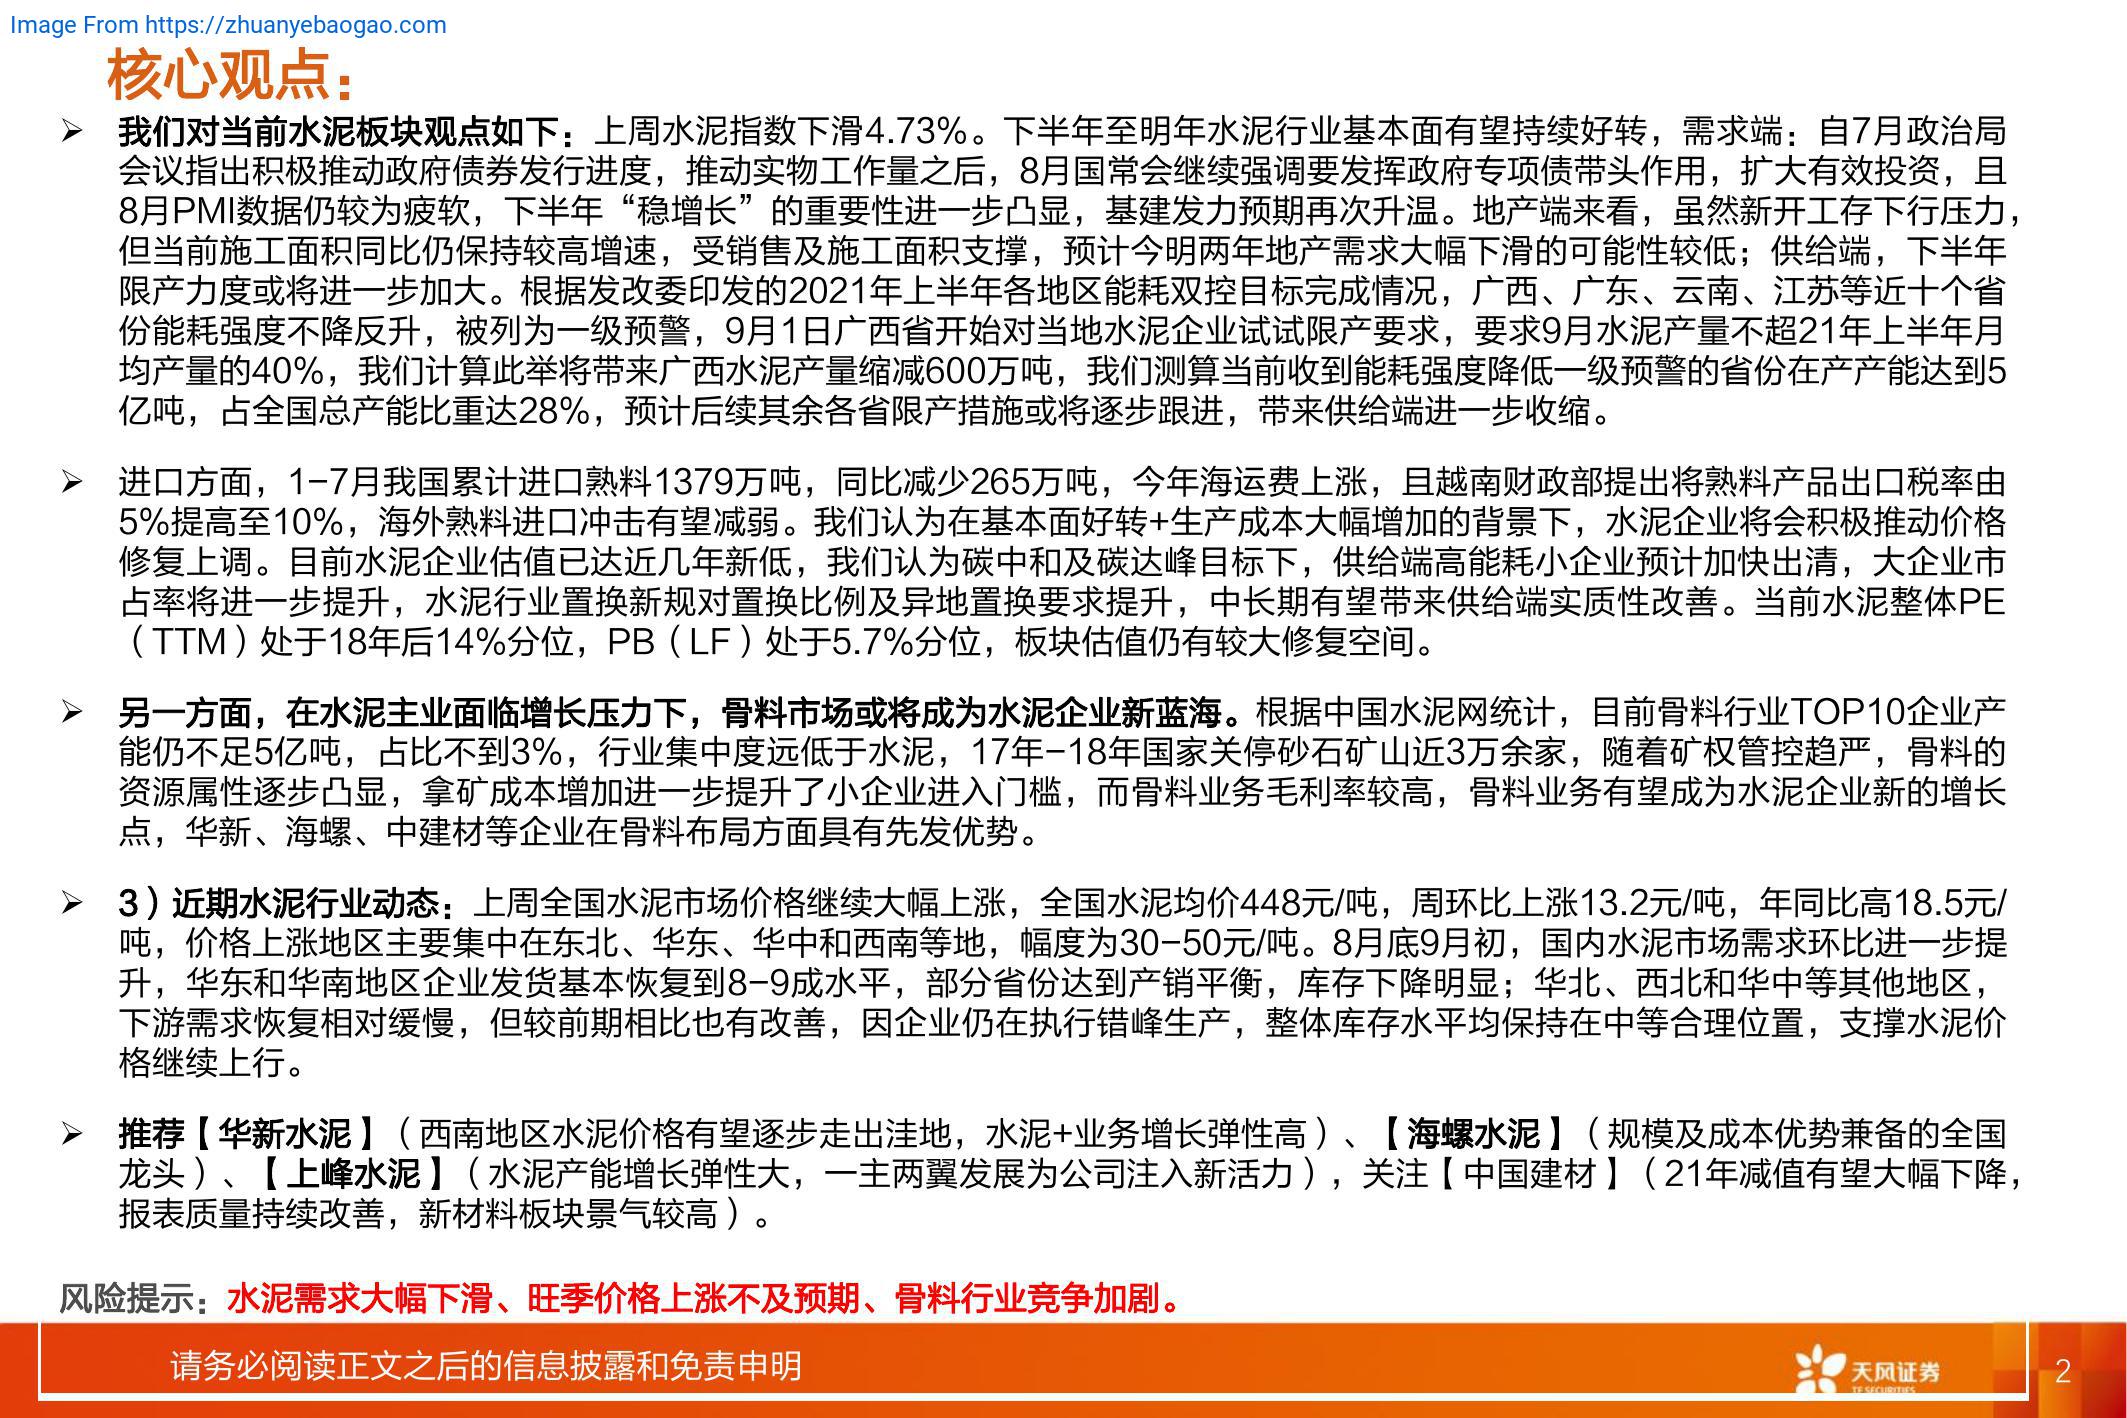 Image From https://zhuanyebaogao.com
核心观点：
➢ 我们对当前水泥板块观点如下：上周水泥指数下滑4.73%。下半年至明年水泥行业基本面有望持续好转，需求端：自7月政治局
会议指出积极推动政府债券发行进度，推动实物工作量之后，8月国常会继续强调要发挥政府专项债带头作用，扩大有效投资，且
8月PMI数据仍较为疲软，下半年“稳增长”的重要性进一步凸显，基建发力预期再次升温。地产端来看，虽然新开工存下行压力，
但当前施工面积同比仍保持较高增速，受销售及施工面积支撑，预计今明两年地产需求大幅下滑的可能性较低；供给端，下半年
限产力度或将进一步加大。根据发改委印发的2021年上半年各地区能耗双控目标完成情况，广西、广东、云南、江苏等近十个省
份能耗强度不降反升，被列为一级预警，9月1日广西省开始对当地水泥企业试试限产要求，要求9月水泥产量不超21年上半年月
均产量的40%，我们计算此举将带来广西水泥产量缩减600万吨，我们测算当前收到能耗强度降低一级预警的省份在产产能达到5
亿吨，占全国总产能比重达28%，预计后续其余各省限产措施或将逐步跟进，带来供给端进一步收缩。
➢ 进口方面，1-7月我国累计进口熟料1379万吨，同比减少265万吨，今年海运费上涨，且越南财政部提出将熟料产品出口税率由
5%提高至10%，海外熟料进口冲击有望减弱。我们认为在基本面好转+生产成本大幅增加的背景下，水泥企业将会积极推动价格
修复上调。目前水泥企业估值已达近几年新低，我们认为碳中和及碳达峰目标下，供给端高能耗小企业预计加快出清，大企业市
占率将进一步提升，水泥行业置换新规对置换比例及异地置换要求提升，中长期有望带来供给端实质性改善。当前水泥整体PE
（TTM）处于18年后14%分位，PB（LF）处于5.7%分位，板块估值仍有较大修复空间。
➢ 另一方面，在水泥主业面临增长压力下，骨料市场或将成为水泥企业新蓝海。根据中国水泥网统计，目前骨料行业TOP10企业产
能仍不足5亿吨，占比不到3%，行业集中度远低于水泥，17年-18年国家关停砂石矿山近3万余家，随着矿权管控趋严，骨料的
资源属性逐步凸显，拿矿成本增加进一步提升了小企业进入门槛，而骨料业务毛利率较高，骨料业务有望成为水泥企业新的增长
点，华新、海螺、中建材等企业在骨料布局方面具有先发优势。
➢ 3）近期水泥行业动态：上周全国水泥市场价格继续大幅上涨，全国水泥均价448元/吨，周环比上涨13.2元/吨，年同比高18.5元/
吨，价格上涨地区主要集中在东北、华东、华中和西南等地，幅度为30-50元/吨。8月底9月初，国内水泥市场需求环比进一步提
升，华东和华南地区企业发货基本恢复到8-9成水平，部分省份达到产销平衡，库存下降明显；华北、西北和华中等其他地区，
下游需求恢复相对缓慢，但较前期相比也有改善，因企业仍在执行错峰生产，整体库存水平均保持在中等合理位置，支撑水泥价
格继续上行。
➢ 推荐【华新水泥】（西南地区水泥价格有望逐步走出洼地，水泥+业务增长弹性高）、【海螺水泥】（规模及成本优势兼备的全国
龙头）、【上峰水泥】（水泥产能增长弹性大，一主两翼发展为公司注入新活力），关注【中国建材】（21年减值有望大幅下降，
报表质量持续改善，新材料板块景气较高）。
风险提示：水泥需求大幅下滑、旺季价格上涨不及预期、骨料行业竞争加剧。
请务必阅读正文之后的信息披露和免责申明
天风证券
TF SECURITIES
2